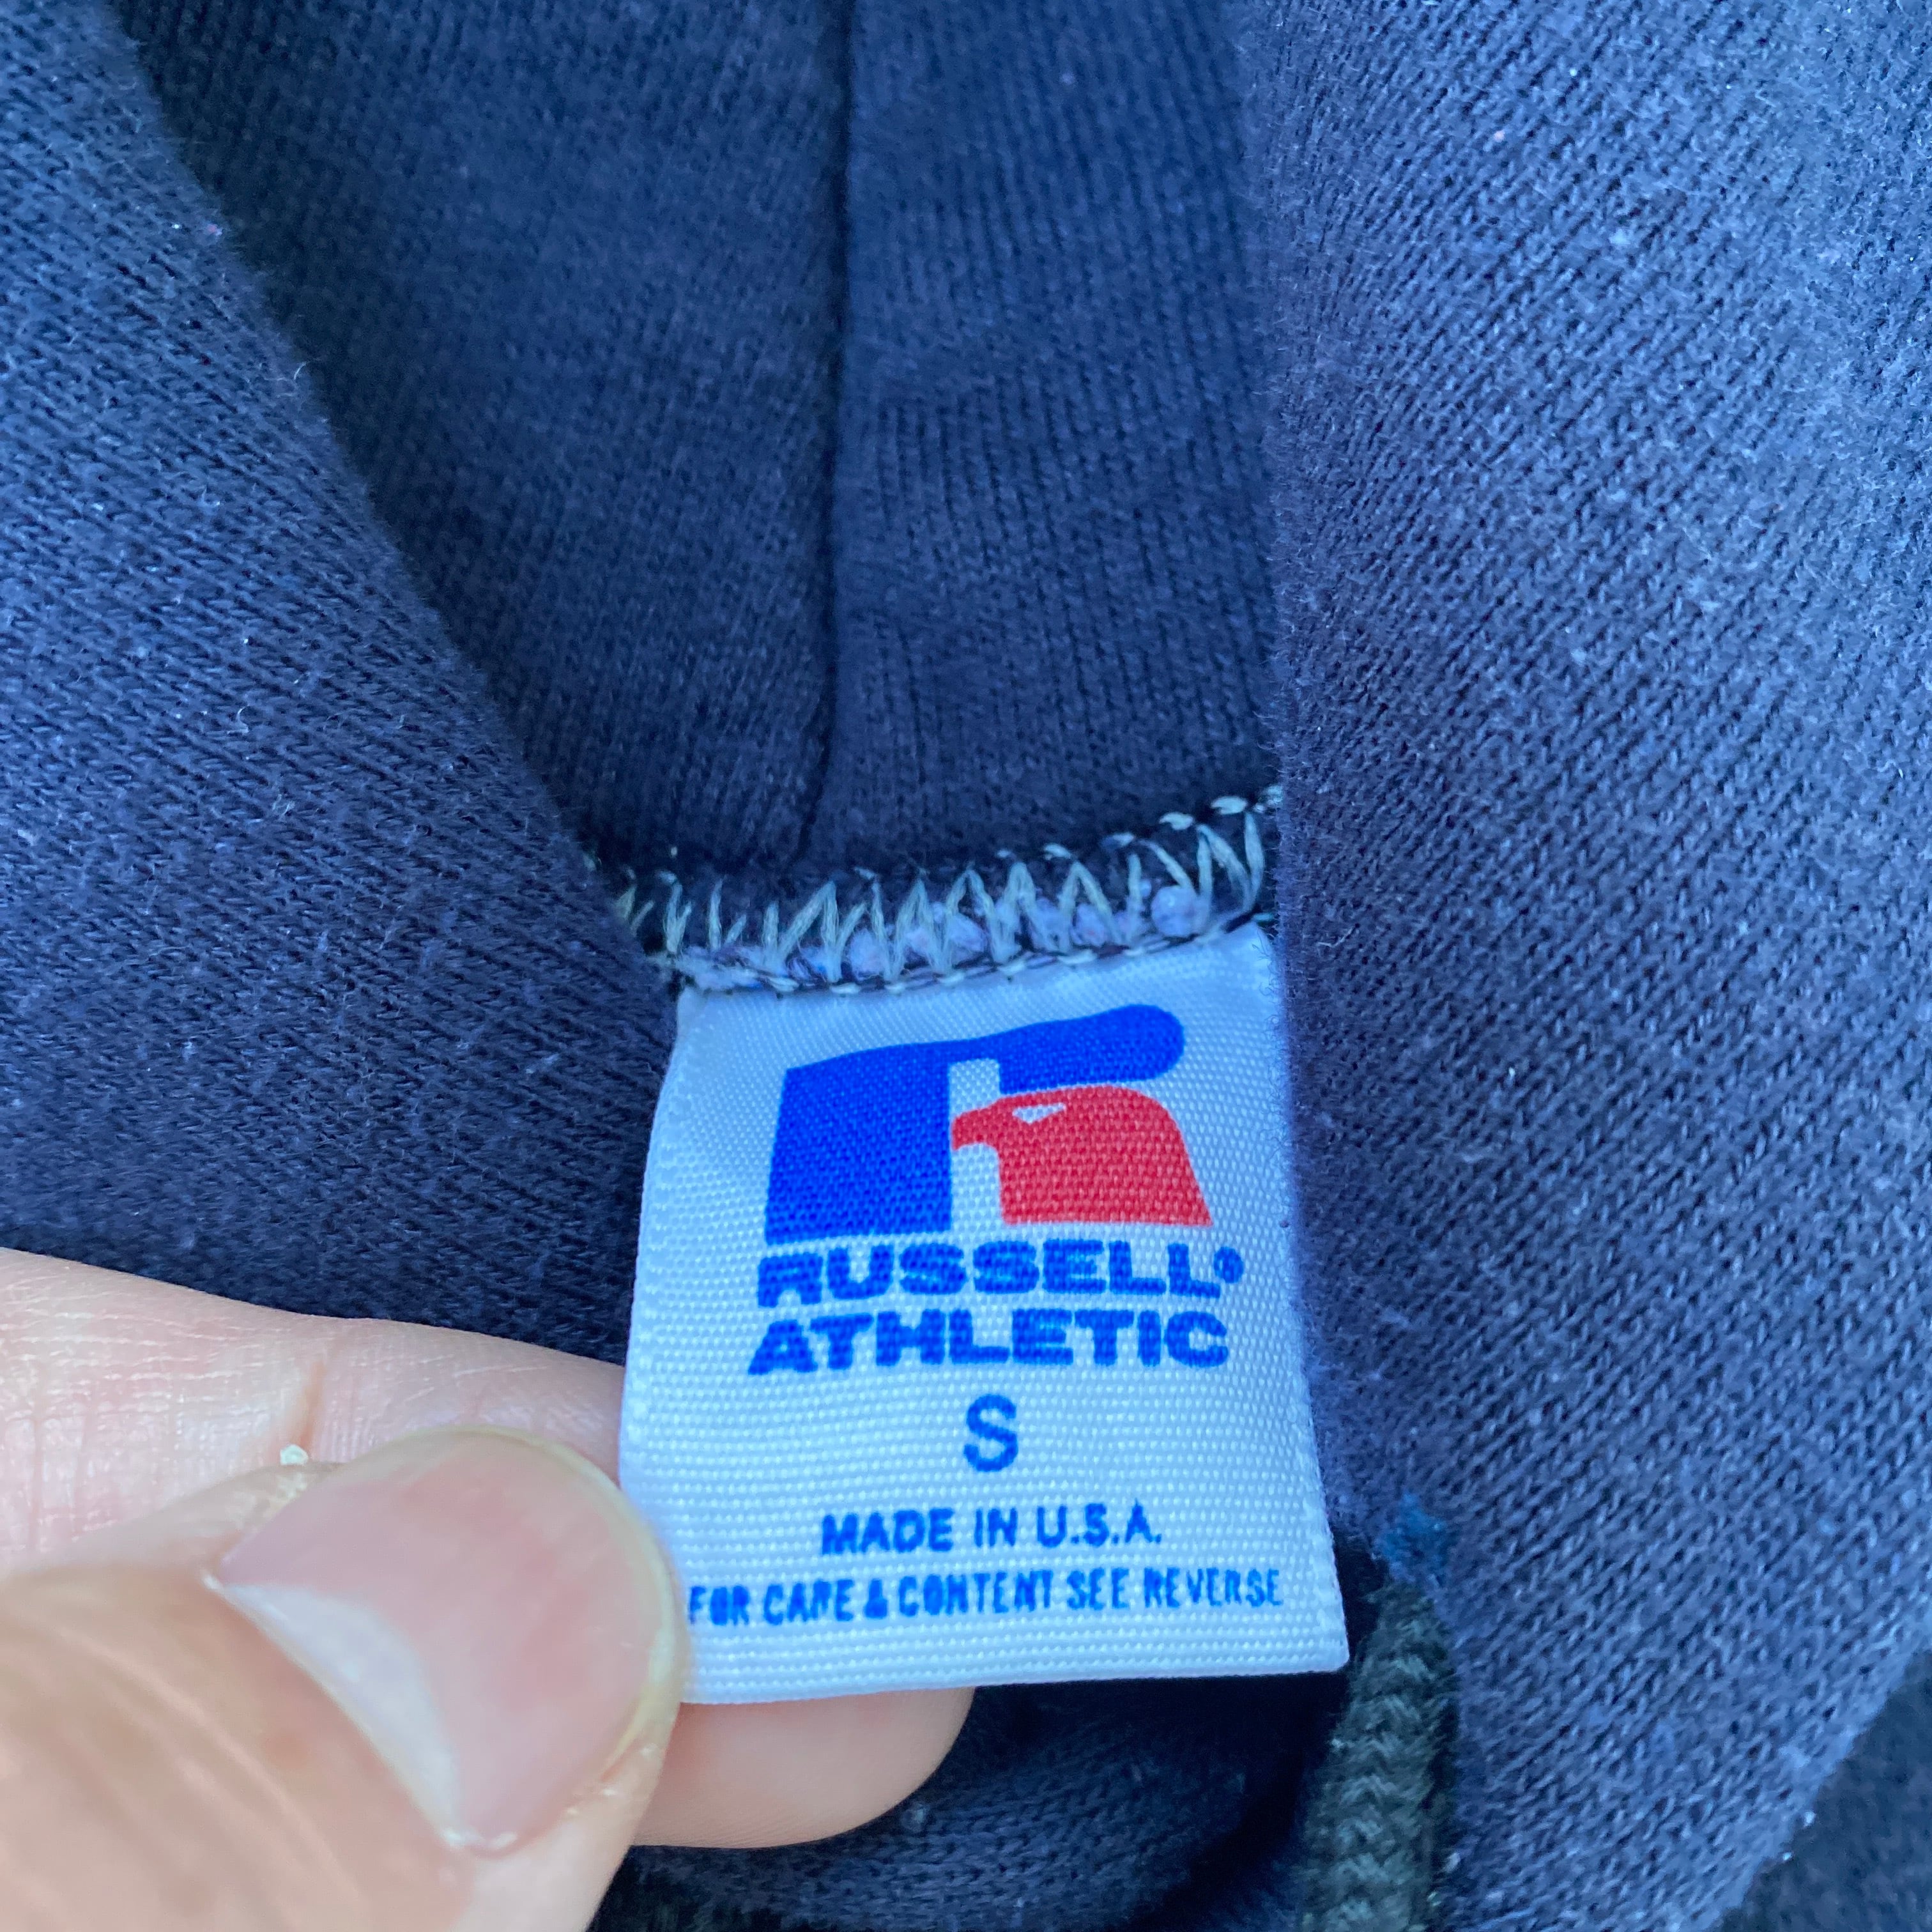 RUSSELL®
ATHLETIC
S
MADE IN U.S.A.
FOR CARE & CONTENT SEE REVERSE